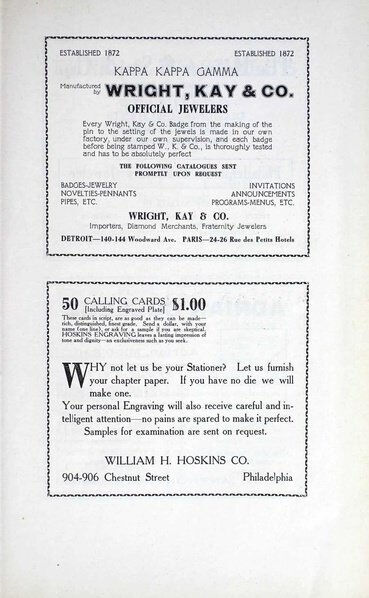 ESTABLISHED 1872 ESTABLISHED 1872
KAPPA KAPPA GAMMA
Manufactured by WRIGHT, KAY & CO.
OFFICIAL JEWELERS
Every Wright, Kay & Co. Badge from the making of the
pin to the setting of the jewels is made in our own
factory, under our own supervision, and each badge
before being stamped W., K. & Co., is thoroughly tested
and has to be absolutely perfect
THE FOLLOWING CATALOGUES SENT
PROMPTLY UPON REQUEST
BADGES-JEWELRY INVITATIONS
NOVELTIES-PENNANTS ANNOUNCEMENTS
PIPES, ETC. PROGRAMS-MENUS, ETC.
WRIGHT, KAY & CO.
Importers, Diamond Merchants, Fraternity Jewelers
DETROIT—140-144 Woodward Ave. PARIS—24-26 Rue des Petits Hotels
50 CALLING CARDS $1.00
[Including Engraved Plate]
These cards in script, are as good as they can be made—
rich, distinguished, finest grade. Send a dollar, with your
name (one line), or ask for a sample if you are skeptical.
HOSKINS ENGRAVING leaves a lasting impression of
tone and dignity—an exclusiveness such as you seek.
WHY not let us be your Stationer? Let us furnish
your chapter paper. If you have no die we will
make one.
Your personal Engraving will also receive careful and in-
telligent attention—no pains are spared to make it perfect.
Samples for examination are sent on request.
WILLIAM H. HOSKINS CO.
904-906 Chestnut Street Philadelphia